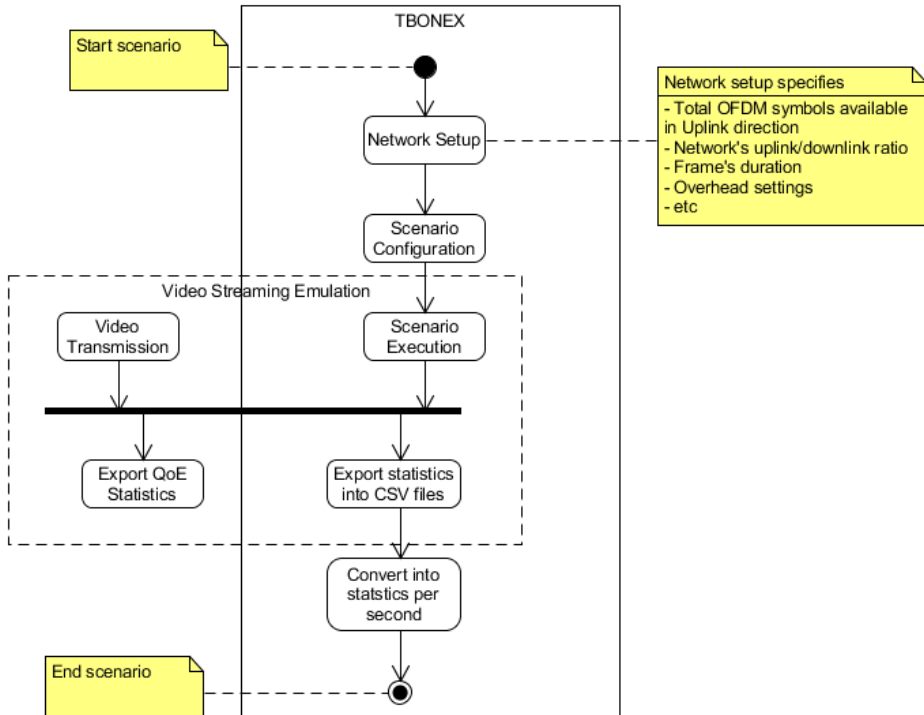 TBONEX
Start scenario
Network setup specifies
- Total OFDM symbols available
in Uplink direction
- Network's uplink/downlink ratio
- Frame's duration
- Overhead settings
- etc
Network Setup
Scenario
Configuration
Video Streaming Emulation
Video
Transmission
Scenario
Execution
Export QoE
Statistics
Export statistics
into CSV files
Convert into
statstics per
second
End scenario